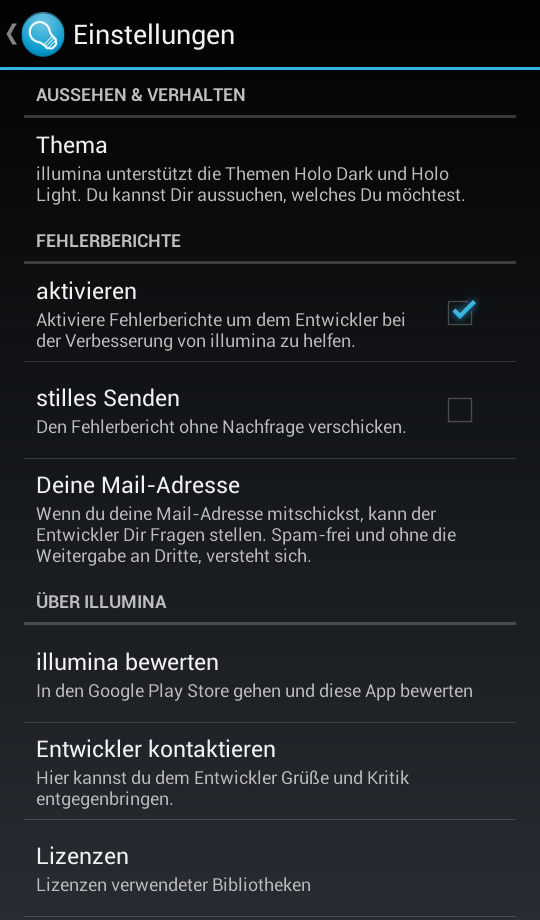 Einstellungen
AUSSEHEN & VERHALTEN
Thema
illumina unterstützt die Themen Holo Dark und Holo
Light. Du kannst Dir aussuchen, welches Du möchtest.
FEHLERBERICHTE
aktivieren
Aktiviere Fehlerberichte um dem Entwickler bei
der Verbesserung von illumina zu helfen.
stilles Senden
Den Fehlerbericht ohne Nachfrage verschicken.
Deine Mail-Adresse
Wenn du deine Mail-Adresse mitschickst, kann der
Entwickler Dir Fragen stellen. Spam-frei und ohne die
Weitergabe an Dritte, versteht sich.
ÜBER ILLUMINA
illumina bewerten
In den Google Play Store gehen und diese App bewerten
Entwickler kontaktieren
Hier kannst du dem Entwickler Grüße und Kritik
entgegenbringen.
Lizenzen
Lizenzen verwendeter Bibliotheken